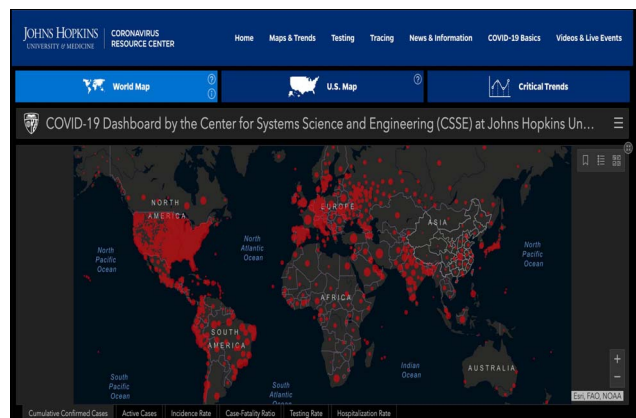 JOHNS HOPKINS
UNIVERSITY of MEDICINE
CORONAVIRUS
RESOURCE CENTER
Home
Maps & Trends
Testing
Tracing
News & Information
COVID-19 Basics
Videos & Live Events
World Map
U.S. Map
Critical Trends
COVID-19 Dashboard by the Center for Systems Science and Engineering (CSSE) at Johns Hopkins Un...
NORTH
AMERICA
EUROPE
ASIA
North
Pacific
Ocean
North
Atlantic
Ocean
North
Pacific
Ocean
AFRICA
SOUTH
AMERICA
Indian
Ocean
AUSTRALIA
South
Pacific
Ocean
South
Atlantic
Ocean
Esri, FAO, NOAA
Cumulative Confirmed Cases
Active Cases
Incidence Rate
Case-Fatality Ratio
Testing Rate
Hospitalization Rate